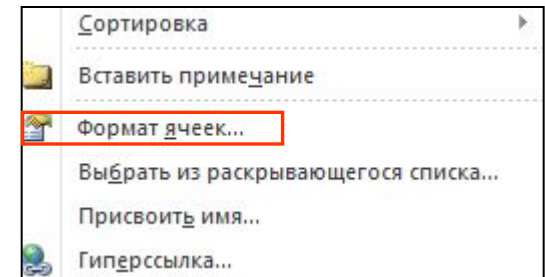 Сортировка
Вставить примечание
Формат ячеек...
Выбрать из раскрывающегося списка...
Присвоить имя...
Гиперссылка...